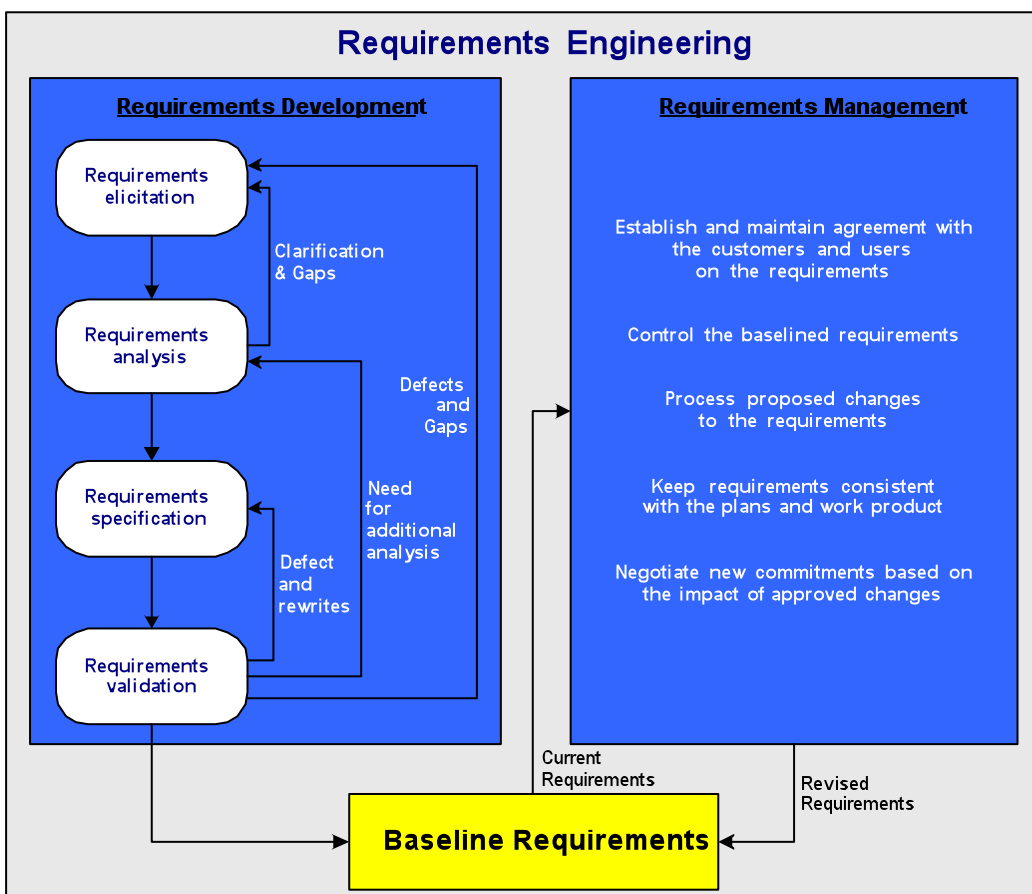 Requirements Engineering
Requirements Development
Requirements
elicitation
Clarification
& Gaps
Requirements
analysis
Defects
and
Gaps
Requirements
specification
Need
for
additional
analysis
Defect
and
rewrites
Requirements
validation
Requirements Management
Establish and maintain agreement with
the customers and users
on the requirements
Control the baselined requirements
Process proposed changes
to the requirements
Keep requirements consistent
with the plans and work product
Negotiate new commitments based on
the impact of approved changes
Current
Requirements
Revised
Requirements
Baseline Requirements